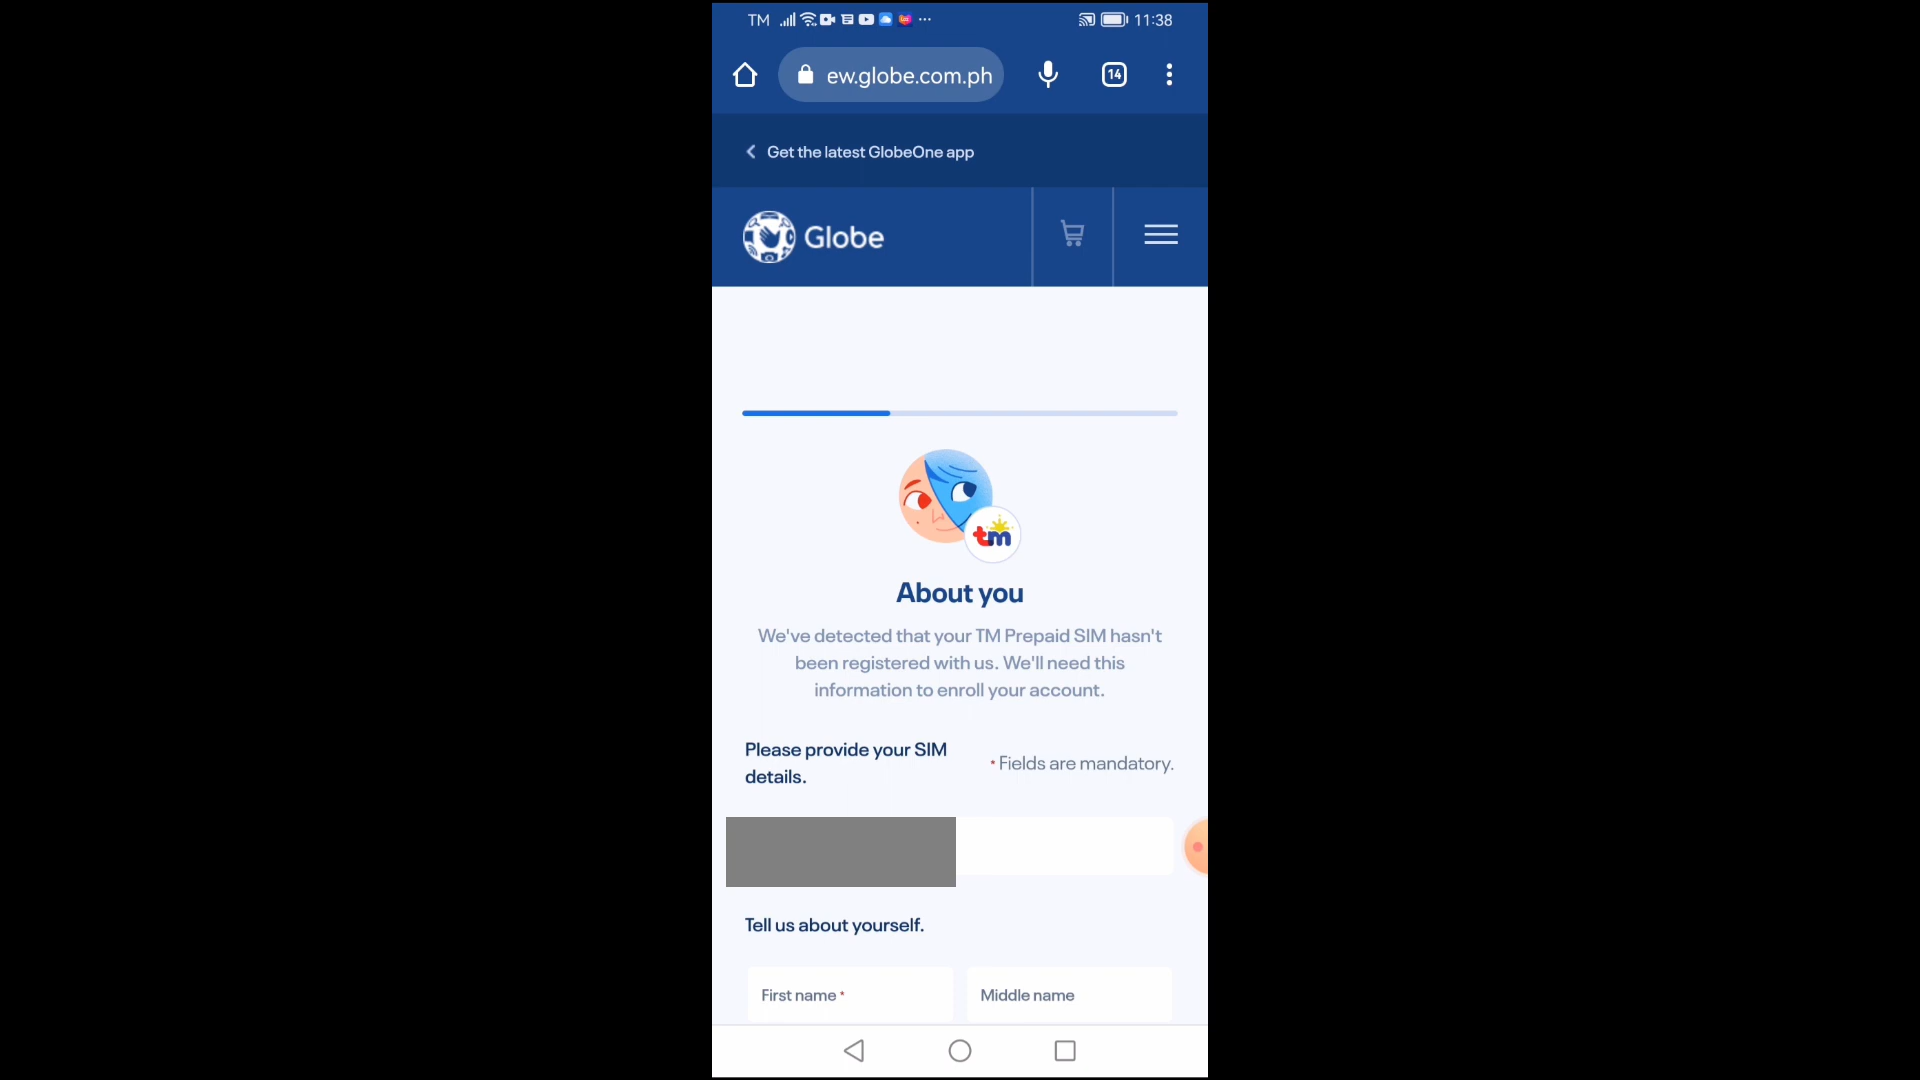 TM 11:38
ew.globe.com.ph 14
Get the latest GlobeOne app
Globe
tm
About you
We've detected that your TM Prepaid SIM hasn't
been registered with us. We'll need this
information to enroll your account.
Please provide your SIM
details.
* Fields are mandatory.
Tell us about yourself.
First name *
Middle name